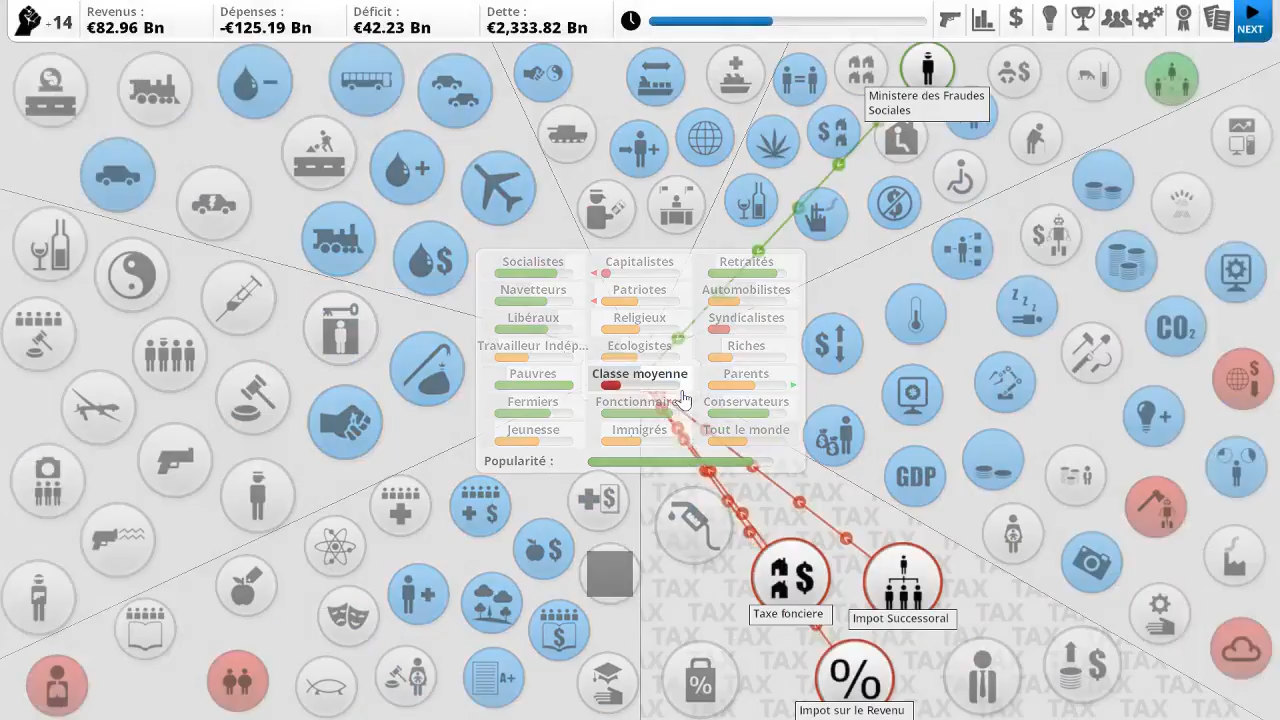 +14
Revenus :
€82.96 Bn
Dépenses :
-€125.19 Bn
Déficit :
€42.23 Bn
Dette :
€2,333.82 Bn
NEXT
Ministere des Fraudes
Sociales
Socialistes
Capitalistes
Retraités
Navetteurs
Patriotes
Automobilistes
Libéraux
Religieux
Syndicalistes
Travailleur Indép...
Ecologistes
Riches
Pauvres
Classe moyenne
Parents
Fermiers
Fonctionnaire
Conservateurs
Jeunesse
Immigrés
Tout le monde
Popularité :
CO2
GDP
A+
TAX
Taxe fonciere
Impot Successoral
Impot sur le Revenu